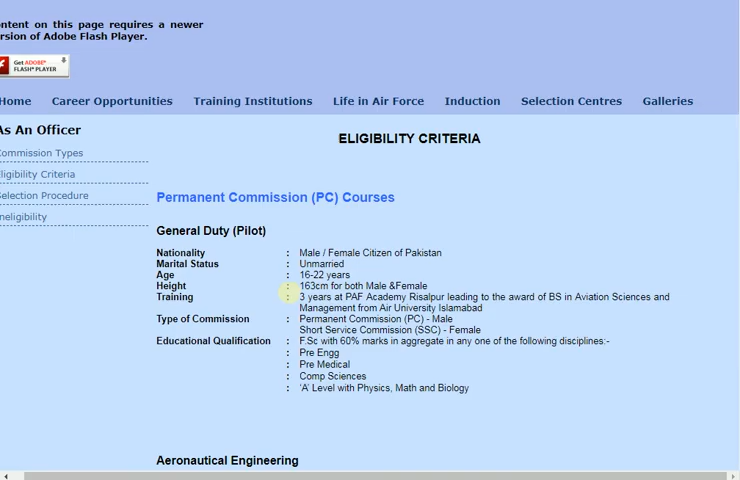 ontent on this page requires a newer
rsion of Adobe Flash Player.
Get ADOBE®
FLASH® PLAYER
Home Career Opportunities Training Institutions Life in Air Force Induction Selection Centres Galleries
As An Officer
ELIGIBILITY CRITERIA
ommission Types
ligibility Criteria
Selection Procedure
neligibility
Permanent Commission (PC) Courses
General Duty (Pilot)
Nationality : Male / Female Citizen of Pakistan
Marital Status : Unmarried
Age : 16-22 years
Height : 163cm for both Male &Female
Training : 3 years at PAF Academy Risalpur leading to the award of BS in Aviation Sciences and
Management from Air University Islamabad
Type of Commission : Permanent Commission (PC) - Male
Short Service Commission (SSC) - Female
Educational Qualification : F.Sc with 60% marks in aggregate in any one of the following disciplines:-
: Pre Engg
: Pre Medical
: Comp Sciences
: ‘A’ Level with Physics, Math and Biology
Aeronautical Engineering